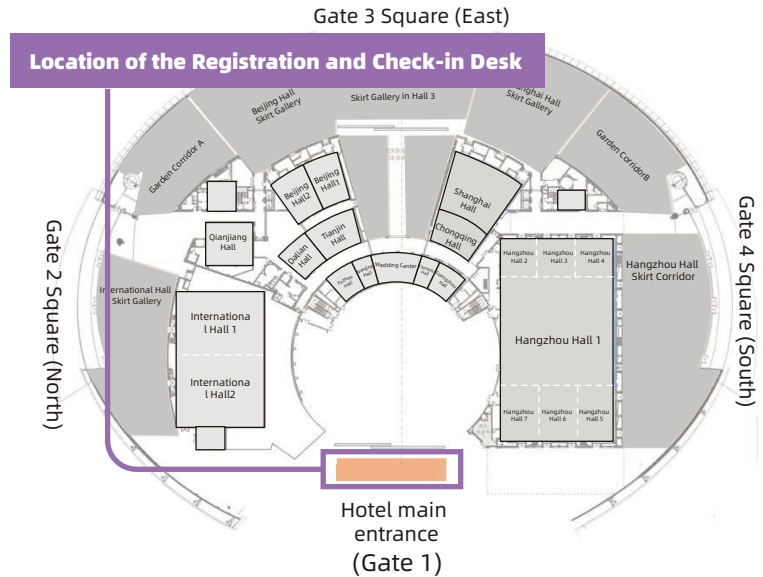 Gate 3 Square (East)
Location of the Registration and Check-in Desk
Beijing Hall
Skirt Gallery
Skirt Gallery in Hall 3
Hall
Skirt Gallery
Garden Corridor A
Garden CorridorB
Beijing
Hall2
Beijing
Hall1
Shanghai
Hall
Tianjin
Hall
Dalian
Hall
Chongqing
Hall
Qianjiang
Hall
Wedding Center
Hall
Hall
Hall
Hall
Gate 2 Square (North)
Gate 4 Square (South)
International Hall
Skirt Gallery
Internationa
l Hall 1
Internationa
l Hall2
Hangzhou
Hall 2
Hangzhou
Hall 3
Hangzhou
Hall 4
Hangzhou Hall
Skirt Corridor
Hangzhou Hall 1
Hangzhou
Hall 7
Hangzhou
Hall 6
Hangzhou
Hall 5
Hotel main
entrance
(Gate 1)